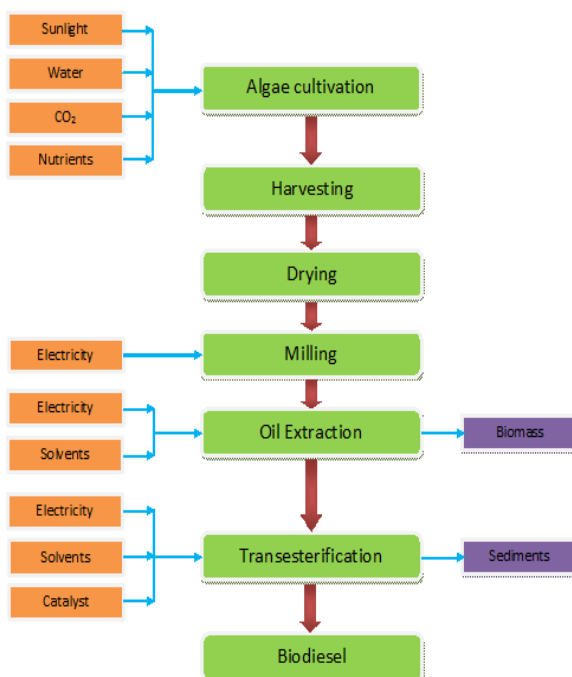 Sunlight
Water
CO₂
Nutrients
Algae cultivation
Harvesting
Drying
Electricity
Milling
Electricity
Solvents
Oil Extraction
Biomass
Electricity
Solvents
Catalyst
Transesterification
Sediments
Biodiesel